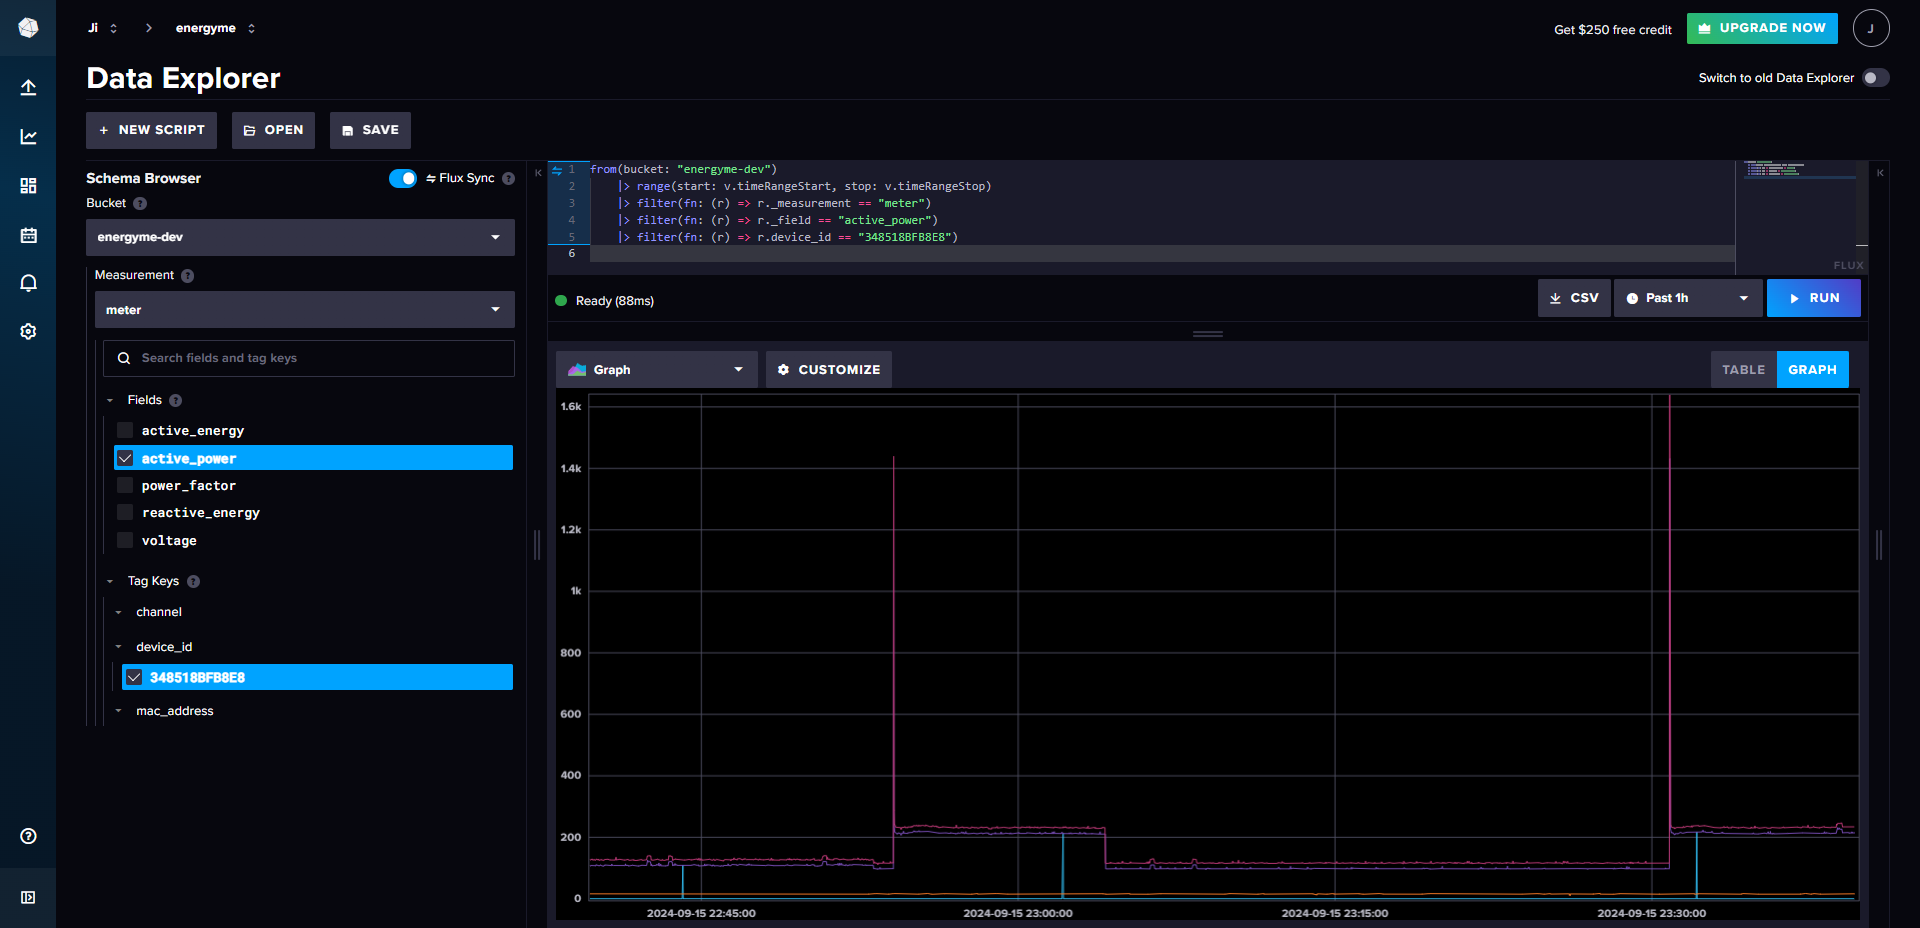 Ji > energyme
Get $250 free credit
UPGRADE NOW
J
Data Explorer
Switch to old Data Explorer
+ NEW SCRIPT
OPEN
SAVE
Schema Browser
Flux Sync ?
Bucket ?
energyme-dev
Measurement ?
meter
Search fields and tag keys
Fields ?
active_energy
active_power
power_factor
reactive_energy
voltage
Tag Keys ?
channel
device_id
348518BFB8E8
mac_address
1 from(bucket: "energyme-dev")
2 |> range(start: v.timeRangeStart, stop: v.timeRangeStop)
3 |> filter(fn: (r) => r._measurement == "meter")
4 |> filter(fn: (r) => r._field == "active_power")
5 |> filter(fn: (r) => r.device_id == "348518BFB8E8")
6
FLUX
Ready (88ms)
CSV
Past 1h
RUN
Graph
CUSTOMIZE
TABLE
GRAPH
1.6k
1.4k
1.2k
1k
800
600
400
200
0
2024-09-15 22:45:00
2024-09-15 23:00:00
2024-09-15 23:15:00
2024-09-15 23:30:00